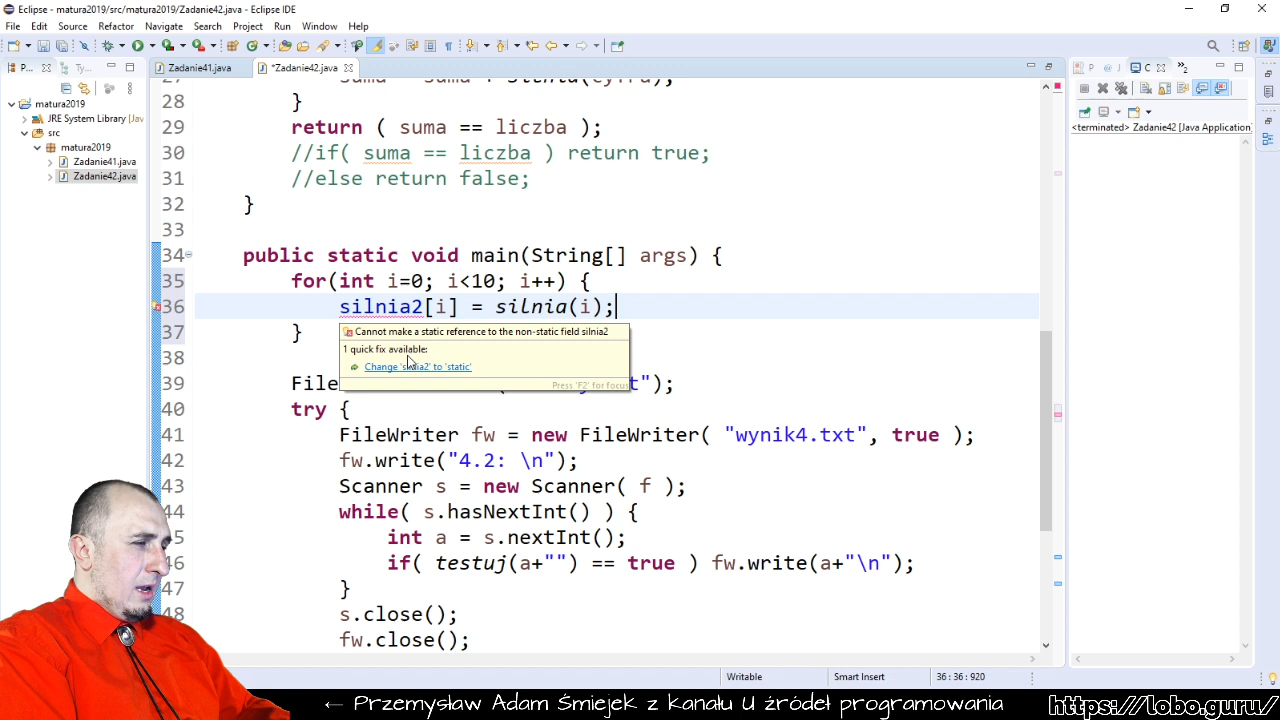 Eclipse - matura2019/src/matura2019/Zadanie42.java - Eclipse IDE
File Edit Source Refactor Navigate Search Project Run Window Help
P... Ty... Zadanie41.java *Zadanie42.java P @ J C »2
matura2019
JRE System Library [Jav
src
matura2019
Zadanie41.java
Zadanie42.java
28 }
29 return ( suma == liczba );
30 //if( suma == liczba ) return true;
31 //else return false;
32 }
33
34 public static void main(String[] args) {
35 for(int i=0; i<10; i++) {
36 silnia2[i] = silnia(i);
37 }
Cannot make a static reference to the non-static field silnia2
1 quick fix available:
Change 'silnia2' to 'static'
Press 'F2' for focus
38
39 File t");
40 try {
41 FileWriter fw = new FileWriter( "wynik4.txt", true );
42 fw.write("4.2: \n");
43 Scanner s = new Scanner( f );
44 while( s.hasNextInt() ) {
45 int a = s.nextInt();
if( testuj(a+"") == true ) fw.write(a+"\n");
}
48 s.close();
fw.close();
<terminated> Zadanie42 [Java Application]
Writable Smart Insert 36 : 36 : 920
← Przemysław Adam Śmiejek z kanału U źródeł programowania https://lobo.guru/